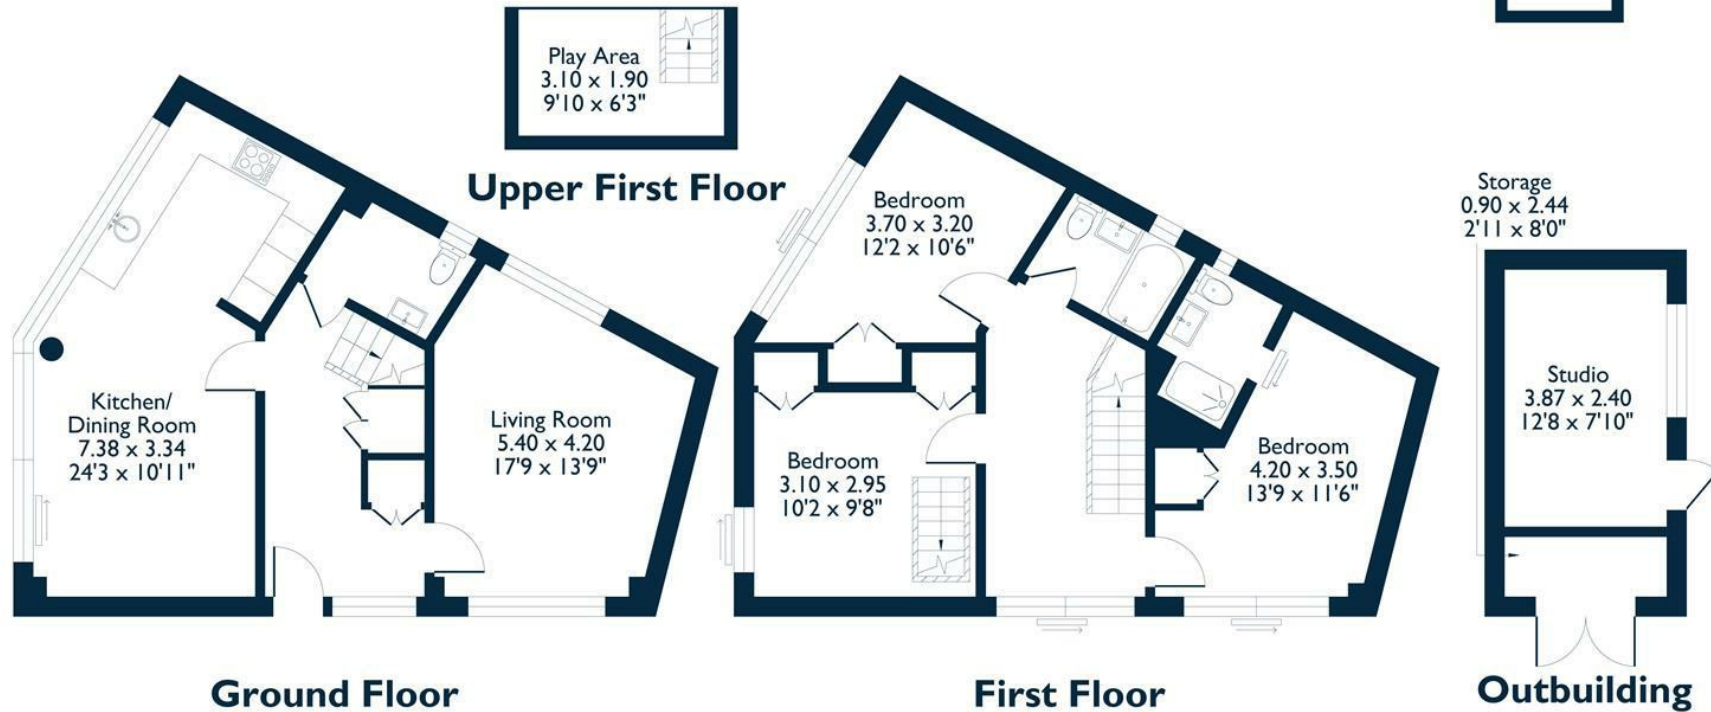 Play Area
3.10 x 1.90
9'10 x 6'3"
Upper First Floor
Kitchen/
Dining Room
7.38 x 3.34
24'3 x 10'11"
Living Room
5.40 x 4.20
17'9 x 13'9"
Ground Floor
Bedroom
3.70 x 3.20
12'2 x 10'6"
Bedroom
3.10 x 2.95
10'2 x 9'8"
Bedroom
4.20 x 3.50
13'9 x 11'6"
First Floor
Storage
0.90 x 2.44
2'11 x 8'0"
Studio
3.87 x 2.40
12'8 x 7'10"
Outbuilding